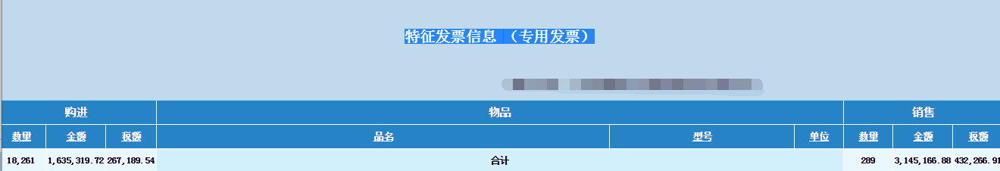 特征发票信息 （专用发票）
购进 物品 销售
数量 金额 税额 品名 型号 单位 数量 金额 税额
18,261 1,635,319.72 267,189.54 合计 289 3,145,166.88 432,266.91